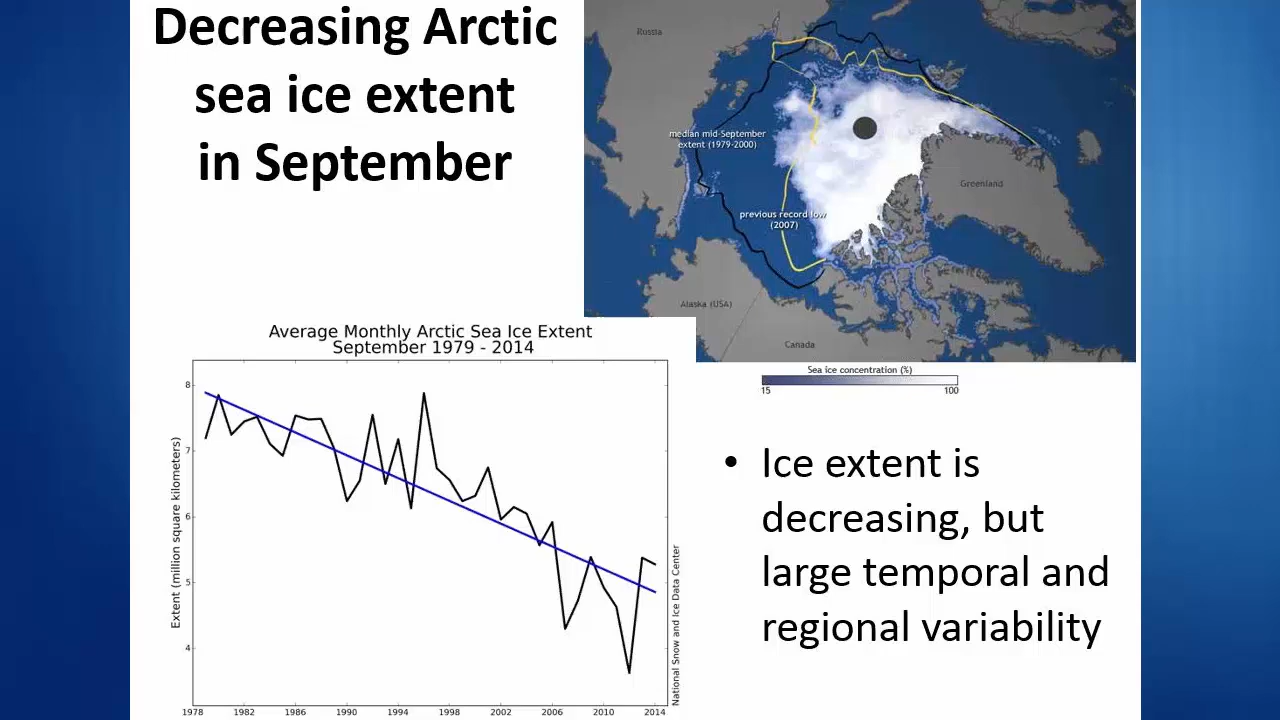 Decreasing Arctic
sea ice extent
in September
Russia
median mid-September
extent (1979-2000)
Greenland
previous record low
(2007)
Alaska (USA)
Canada
Sea ice concentration (%)
15 100
Average Monthly Arctic Sea Ice Extent
September 1979 - 2014
Extent (million square kilometers)
8
7
6
5
4
1978 1982 1986 1990 1994 1998 2002 2006 2010 2014
National Snow and Ice Data Center
• Ice extent is
decreasing, but
large temporal and
regional variability